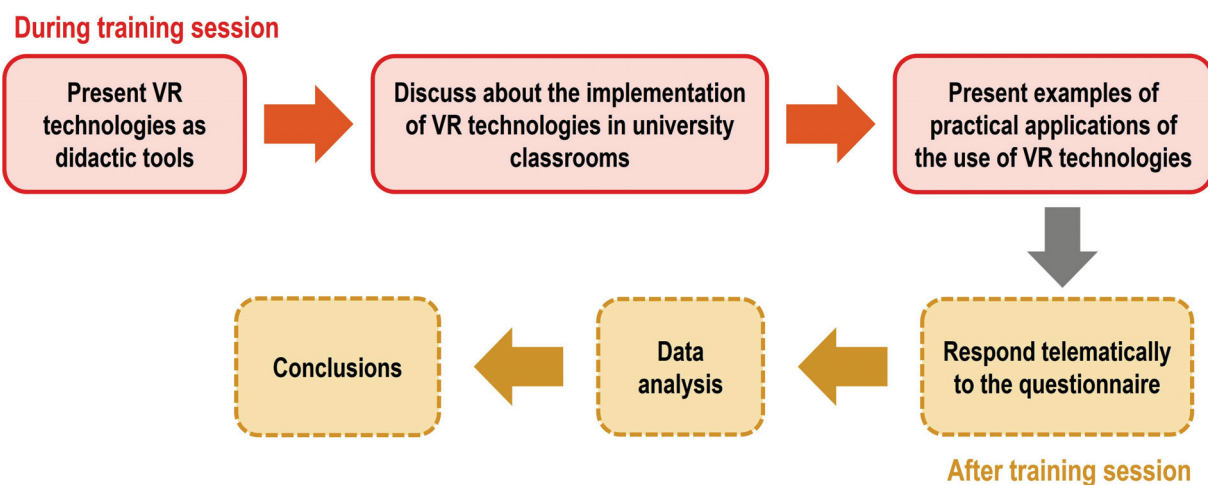 During training session
Present VR
technologies as
didactic tools
Discuss about the implementation
of VR technologies in university
classrooms
Present examples of
practical applications of
the use of VR technologies
Respond telematically
to the questionnaire
Data
analysis
Conclusions
After training session